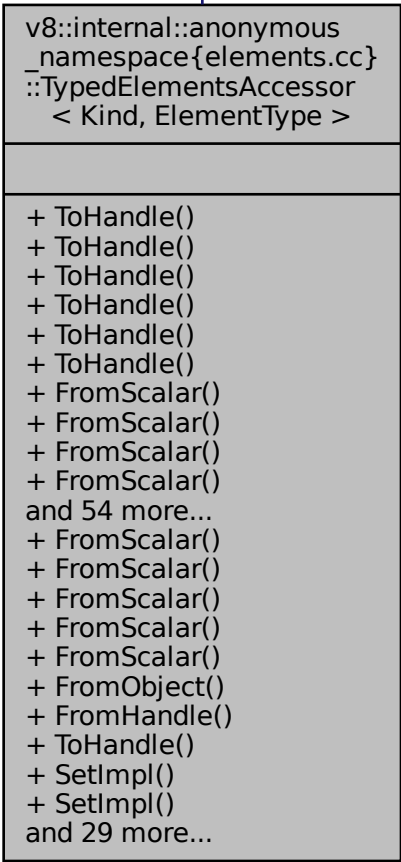 v8::internal::anonymous
_namespace{elements.cc}
::TypedElementsAccessor
< Kind, ElementType >
+ ToHandle()
+ ToHandle()
+ ToHandle()
+ ToHandle()
+ ToHandle()
+ ToHandle()
+ FromScalar()
+ FromScalar()
+ FromScalar()
+ FromScalar()
and 54 more...
+ FromScalar()
+ FromScalar()
+ FromScalar()
+ FromScalar()
+ FromScalar()
+ FromObject()
+ FromHandle()
+ ToHandle()
+ SetImpl()
+ SetImpl()
and 29 more...